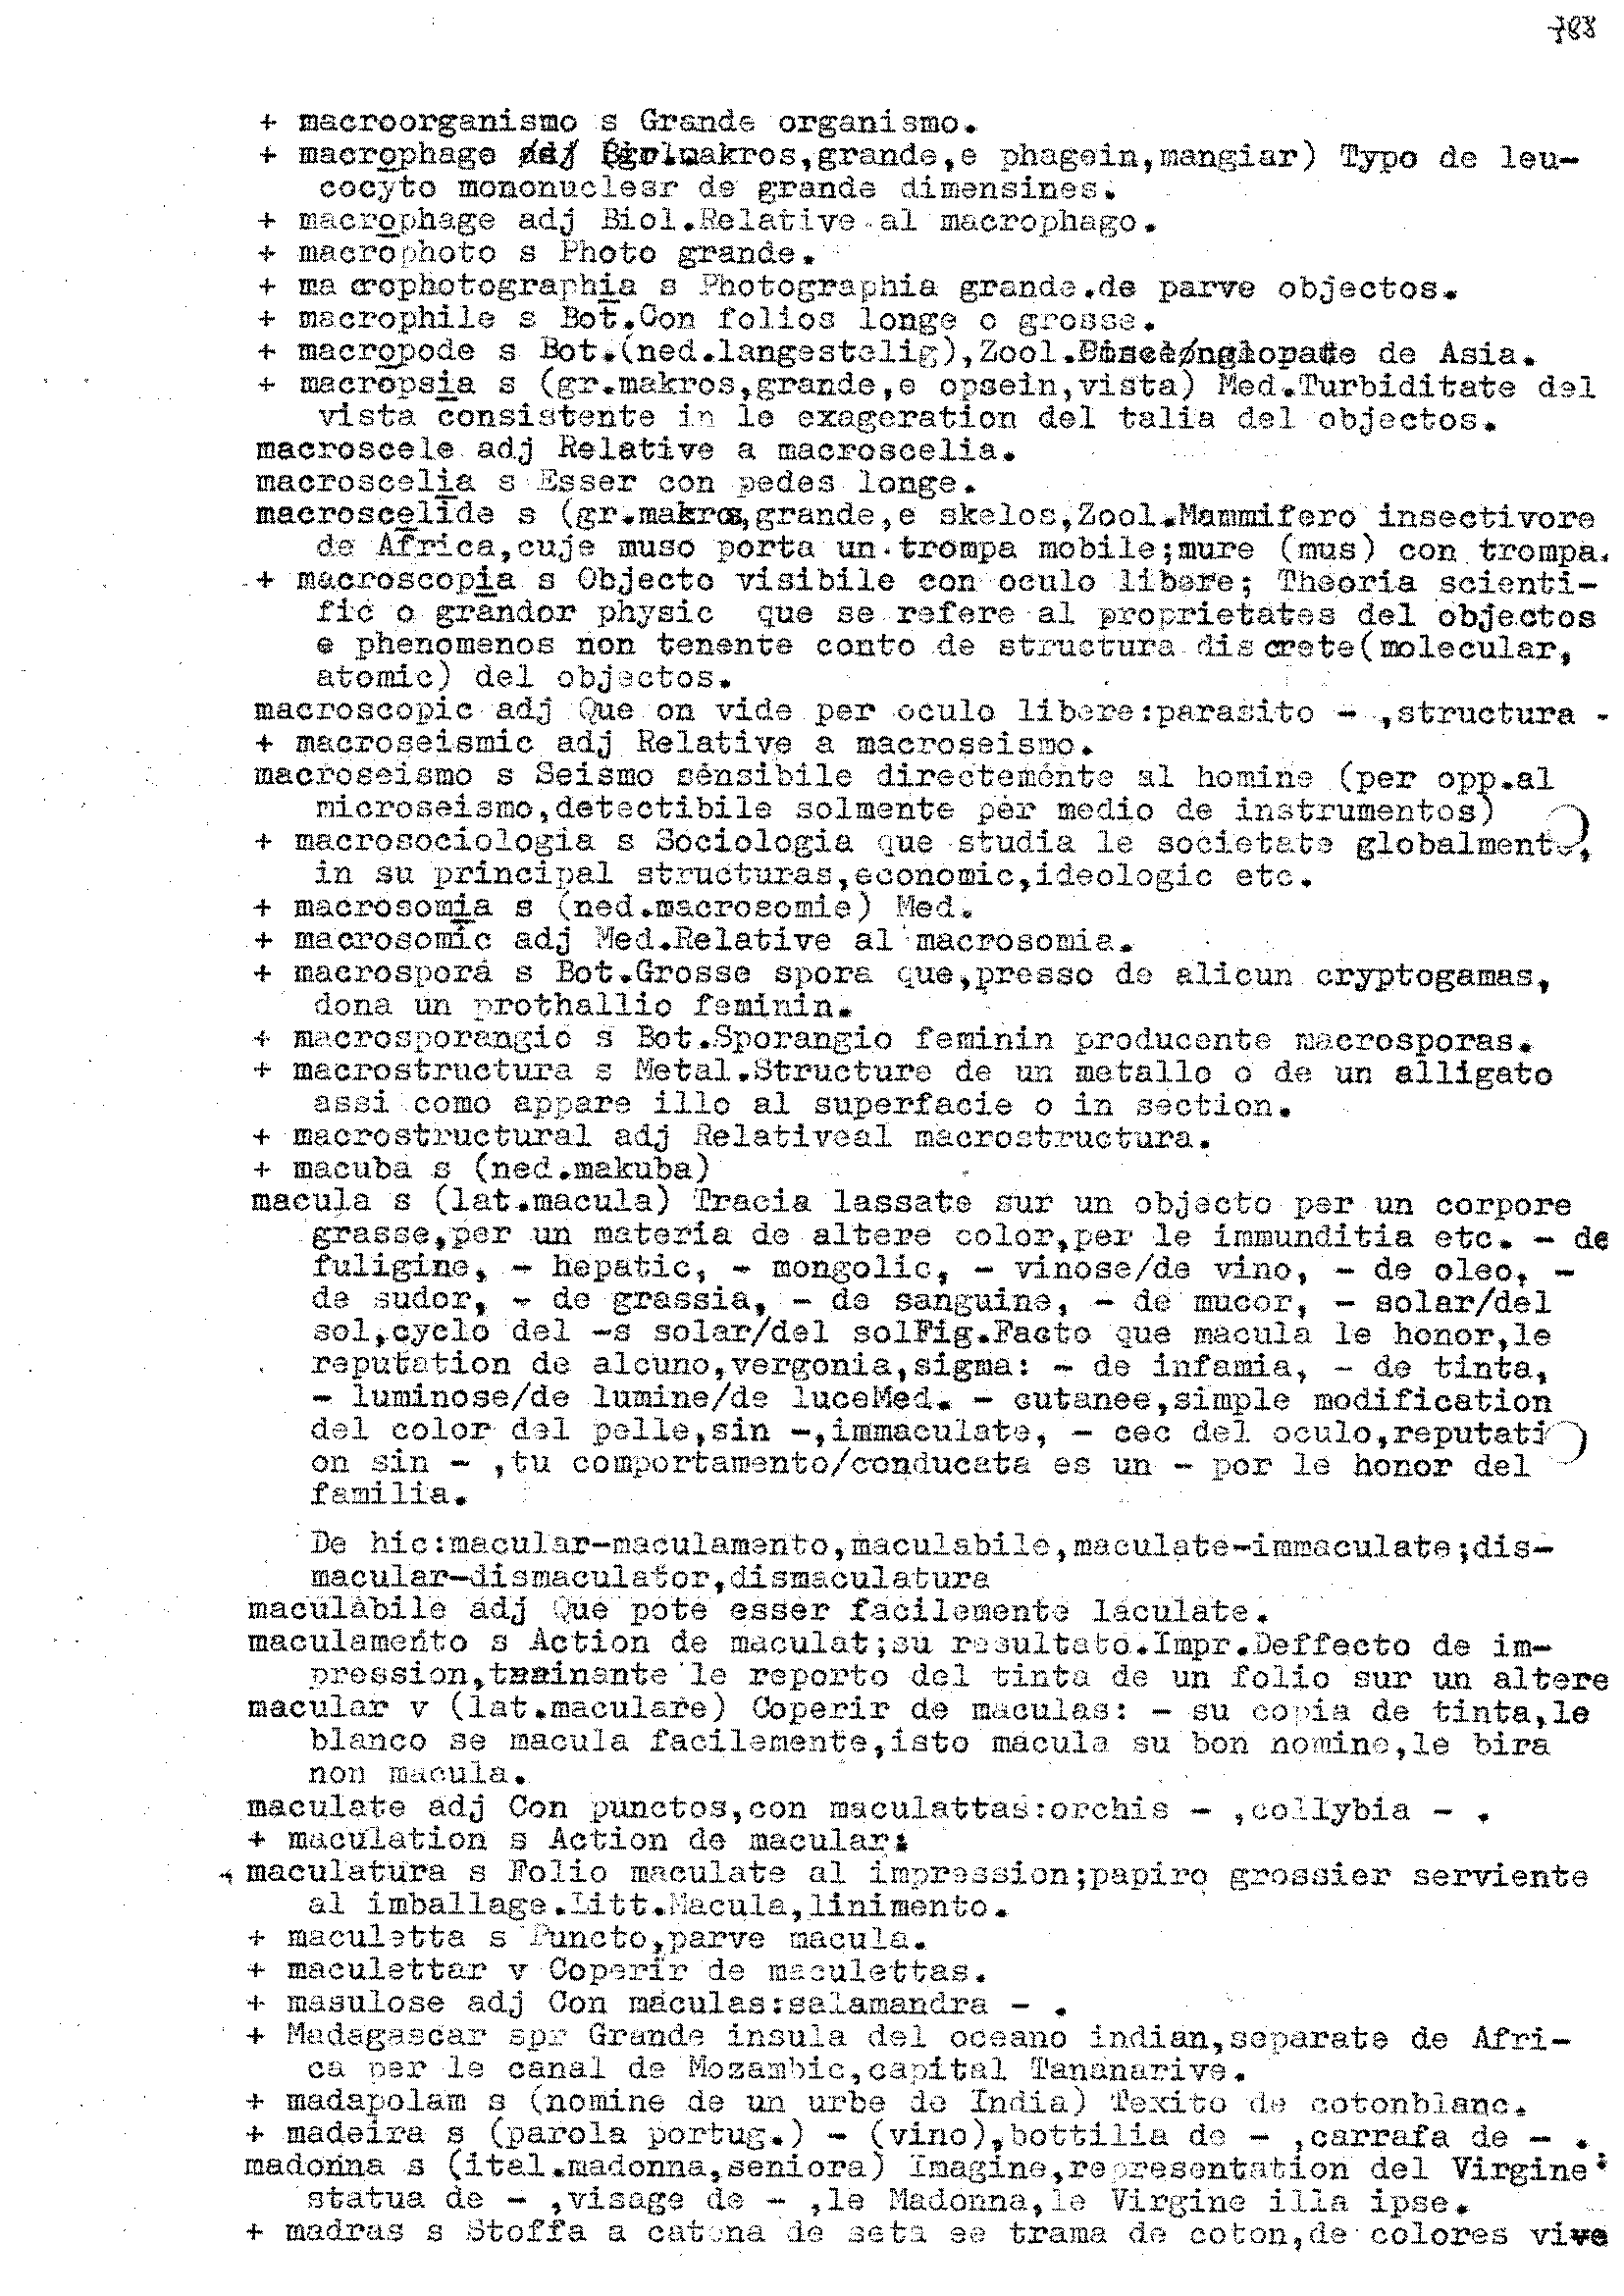 788
+ macroorganismo s Grande organismo.
+ macrophage adj (gr.makros,grande,e phagein,mangiar) Typo de leu-
cocyto mononuclear de grande dimensines.
+ macrophage adj Biol.Relative al macrophago.
+ macrophoto s Photo grande.
+ ma crophotographia s Photographia grande.de parve objectos.
+ macrophile s Bot.Con folios longe o grosse.
+ macropode s Bot.(ned.langestelig),Zool. de Asia.
+ macropsia s (gr.makros,grande,e opsein,vista) Med.Turbiditate del
vista consistente in le exageration del talia del objectos.
macroscele adj Relative a macroscelia.
macroscelia s Esser con pedes longe.
macroscelide s (gr.makros,grande,e skelos,Zool.Mammifero insectivore
de Africa,cuje muso porta un trompa mobile;mure (mus) con trompa.
+ macroscopia s Objecto visibile con oculo libere; Theoria scienti-
fic o grandor physic que se refere al proprietates del objectos
e phenomenos non tenente conto de structura dis crete(molecular,
atomic) del objectos.
macroscopic adj Que on vide per oculo libere:parasito - ,structura -
+ macroseismic adj Relative a macroseismo.
macroseismo s Seismo sensibile directemente al homine (per opp.al
microseismo,detectibile solmente per medio de instrumentos)
+ macrosociologia s Sociologia que studia le societate globalmente,
in su principal structuras,economic,ideologic etc.
+ macrosomia s (ned.macrosomie) Med.
+ macrosomic adj Med.Relative al macrosomia.
+ macrospora s Bot.Grosse spora que,presso de alicun cryptogamas,
dona un prothallio feminin.
+ macrosporangio s Bot.Sporangio feminin producente macrosporas.
+ macrostructura s Metal.Structure de un metallo o de un alligato
assi como appare illo al superfacie o in section.
+ macrostructural adj Relativeal macrostructura.
+ macuba s (ned.makuba)
macula s (lat.macula) Tracia lassate sur un objecto per un corpore
grasse,per un materia de altere color,per le immunditia etc. - de
fuligine, - hepatic, - mongolic, - vinose/de vino, - de oleo, -
de sudor, - de grassia, - de sanguine, - de mucor, - solar/del
sol,cyclo del -s solar/del solFig.Facto que macula le honor,le
reputation de alcuno,vergonia,sigma: - de infamia, - de tinta,
- luminose/de lumine/de luceMed. - cutanee,simple modification
del color del pelle,sin -,immaculate, - cec del oculo,reputati
on sin - ,tu comportamento/conducata es un - por le honor del
familia.
De hic:macular-maculamento,maculabile,maculate-immaculate;dis-
macular-dismaculator,dismaculatura
maculabile adj Que pote esser facilemente laculate.
maculamento s Action de maculat;su resultato.Impr.Deffecto de im-
pression, le reporto del tinta de un folio sur un altere
macular v (lat.maculare) Coperir de maculas: - su copia de tinta,le
blanco se macula facilemente,isto macula su bon nomine,le bira
non macula.
maculate adj Con punctos,con maculattas:orchis - ,collybia - .
+ maculation s Action de macular.
maculatura s Folio maculate al impression;papiro grossier serviente
al imballage.Litt.Macula,linimento.
+ maculetta s Puncto,parve macula.
+ maculettar v Coperir de maculettas.
+ masulose adj Con maculas:salamandra - .
+ Madagascar spr Grande insula del oceano indian,separate de Afri-
ca per le canal de Mozambic,capital Tananarive.
+ madapolam s (nomine de un urbe de India) Texito de cotonblanc.
+ madeira s (parola portug.) - (vino),bottilia de - ,carrafa de - .
madonna s (ital.madonna,seniora) Imagine,representation del Virgine:
statua de - ,visage de - ,le Madonna,le Virgine illa ipse.
+ madras s Stoffa a catena de seta se trama de coton,de colores vive